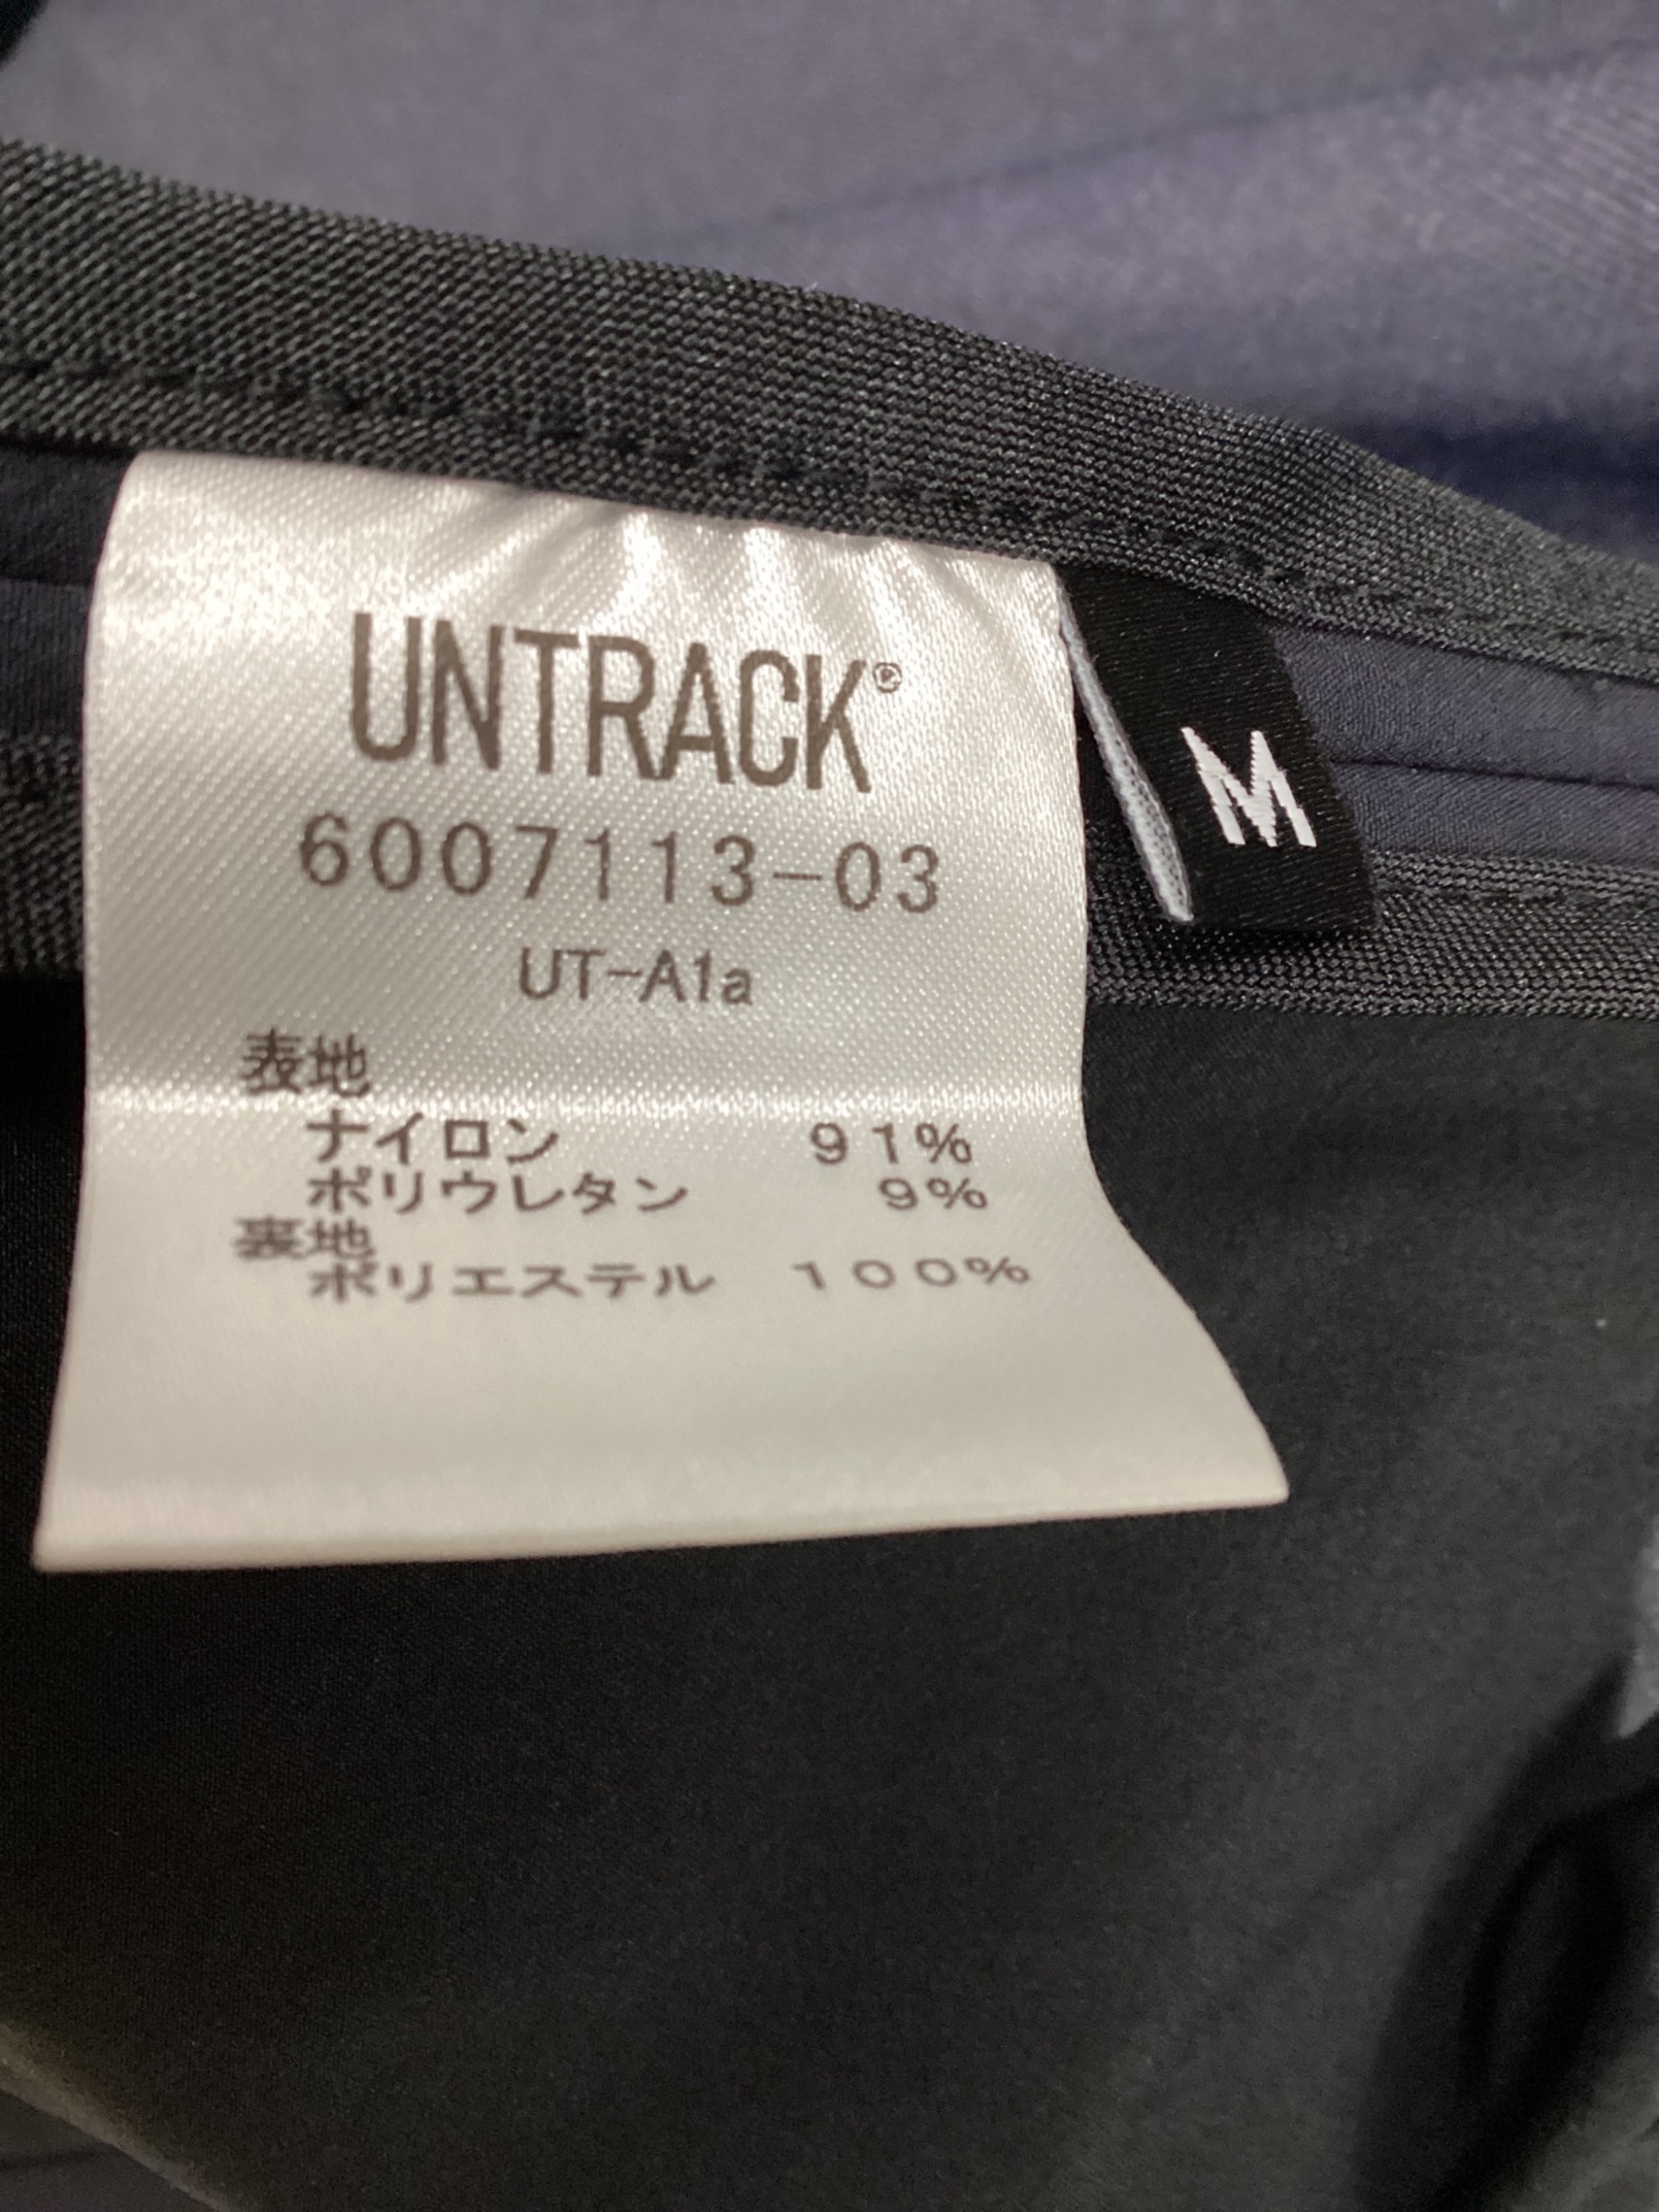 UNTRACK®
6007113-03
UT-A1a
表地
ナイロン 91%
ポリウレタン 9%
裏地
ポリエステル 100%
M